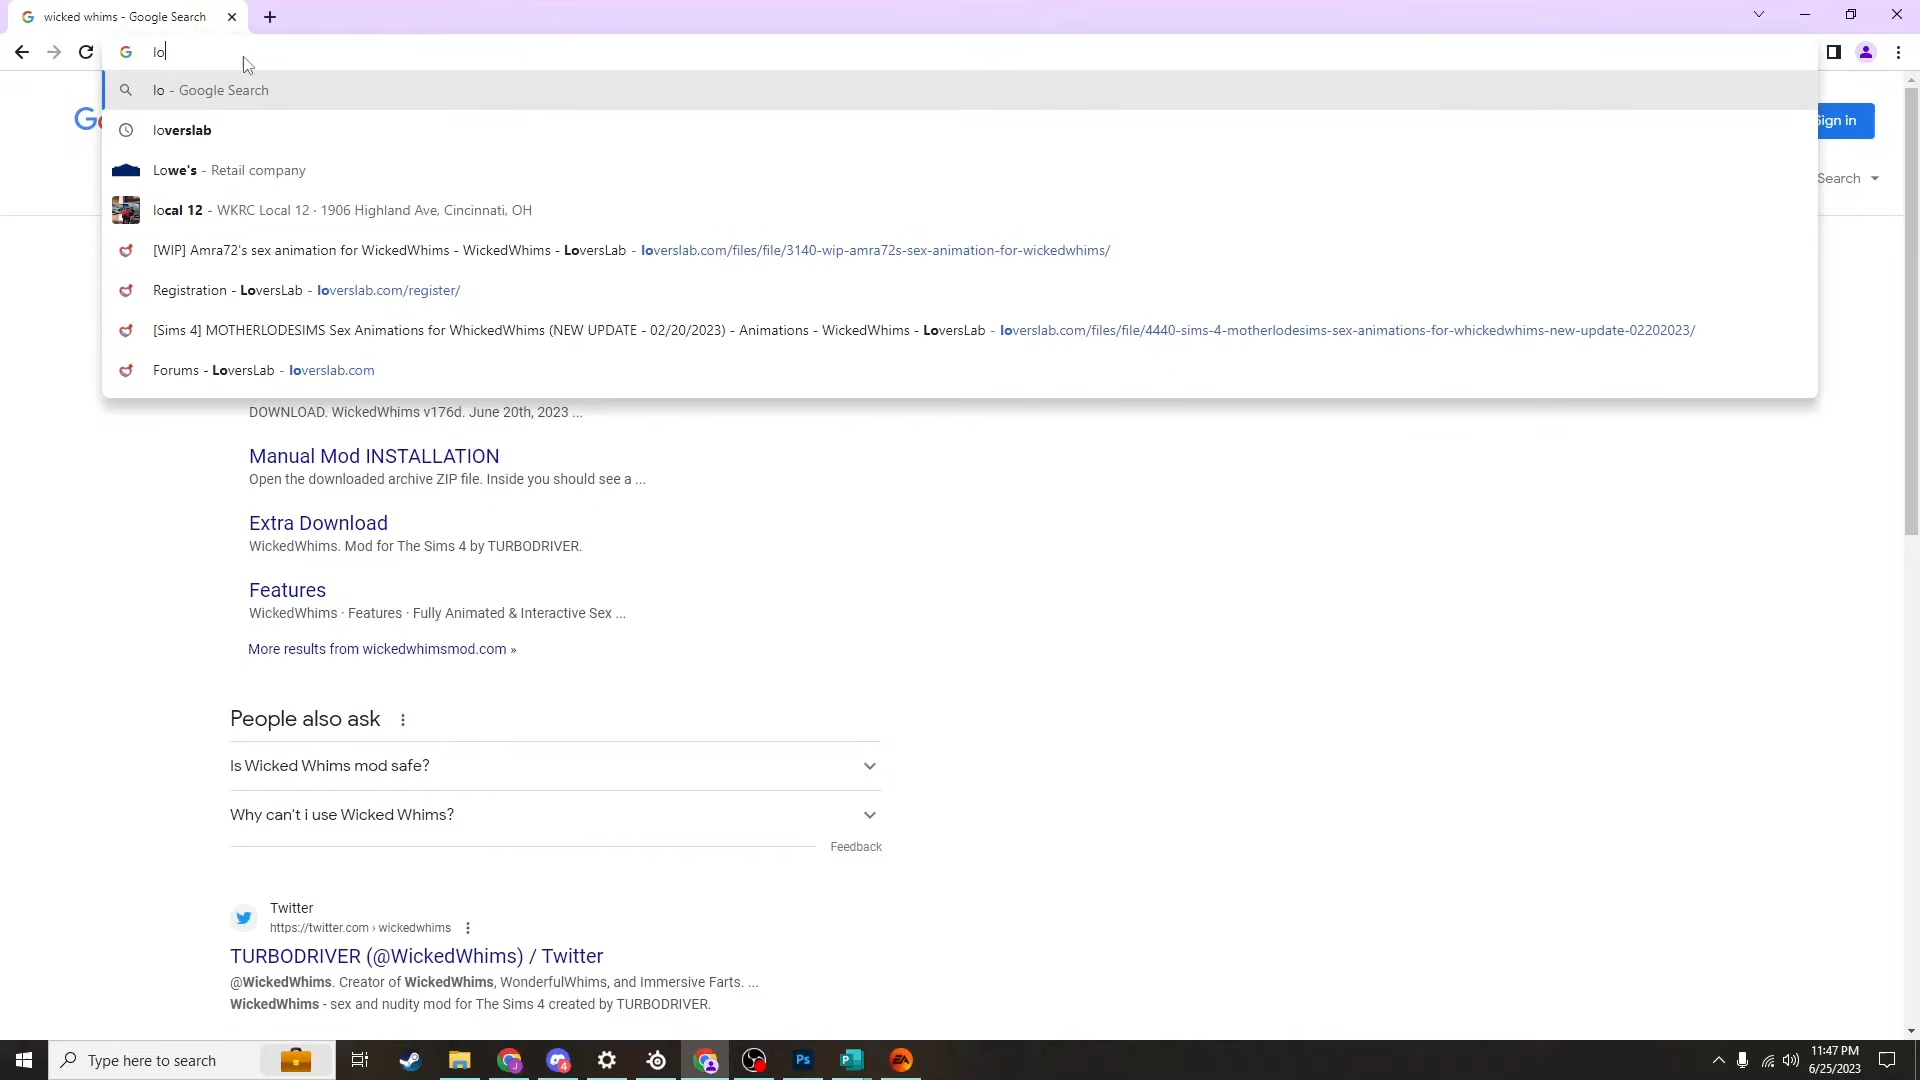 wicked whims - Google Search
lo
lo - Google Search
loverslab
Lowe's - Retail company
local 12 - WKRC Local 12 · 1906 Highland Ave, Cincinnati, OH
[WIP] Amra72's sex animation for WickedWhims - WickedWhims - LoversLab - loverslab.com/files/file/3140-wip-amra72s-sex-animation-for-wickedwhims/
Registration - LoversLab - loverslab.com/register/
[Sims 4] MOTHERLODESIMS Sex Animations for WhickedWhims (NEW UPDATE - 02/20/2023) - Animations - WickedWhims - LoversLab - loverslab.com/files/file/4440-sims-4-motherlodesims-sex-animations-for-whickedwhims-new-update-02202023/
Forums - LoversLab - loverslab.com
Sign in
Search
DOWNLOAD. WickedWhims v176d. June 20th, 2023 ...
Manual Mod INSTALLATION
Open the downloaded archive ZIP file. Inside you should see a ...
Extra Download
WickedWhims. Mod for The Sims 4 by TURBODRIVER.
Features
WickedWhims · Features · Fully Animated & Interactive Sex ...
More results from wickedwhimsmod.com »
People also ask
Is Wicked Whims mod safe?
Why can't i use Wicked Whims?
Feedback
Twitter
https://twitter.com › wickedwhims
TURBODRIVER (@WickedWhims) / Twitter
@WickedWhims. Creator of WickedWhims, WonderfulWhims, and Immersive Farts. ...
WickedWhims - sex and nudity mod for The Sims 4 created by TURBODRIVER.
Type here to search
J
4
Ps
P
EA
11:47 PM
6/25/2023